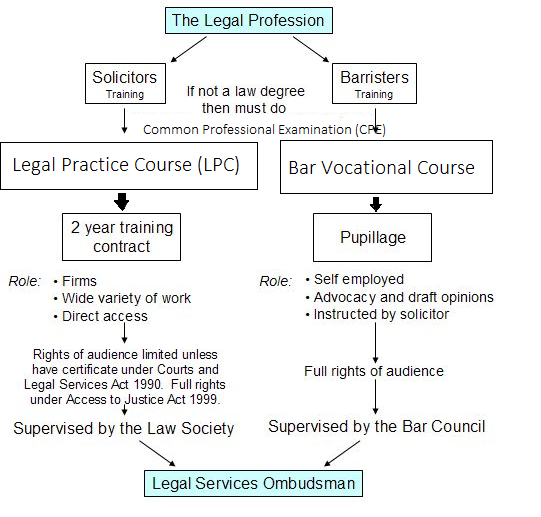 The Legal Profession
Solicitors
Training
If not a law degree
then must do
Barristers
Training
Common Professional Examination (CPE)
Legal Practice Course (LPC)
Bar Vocational Course
2 year training
contract
Pupillage
Role: • Firms
• Wide variety of work
• Direct access
Role: • Self employed
• Advocacy and draft opinions
• Instructed by solicitor
Rights of audience limited unless
have certificate under Courts and
Legal Services Act 1990. Full rights
under Access to Justice Act 1999.
Full rights of audience
Supervised by the Law Society
Supervised by the Bar Council
Legal Services Ombudsman